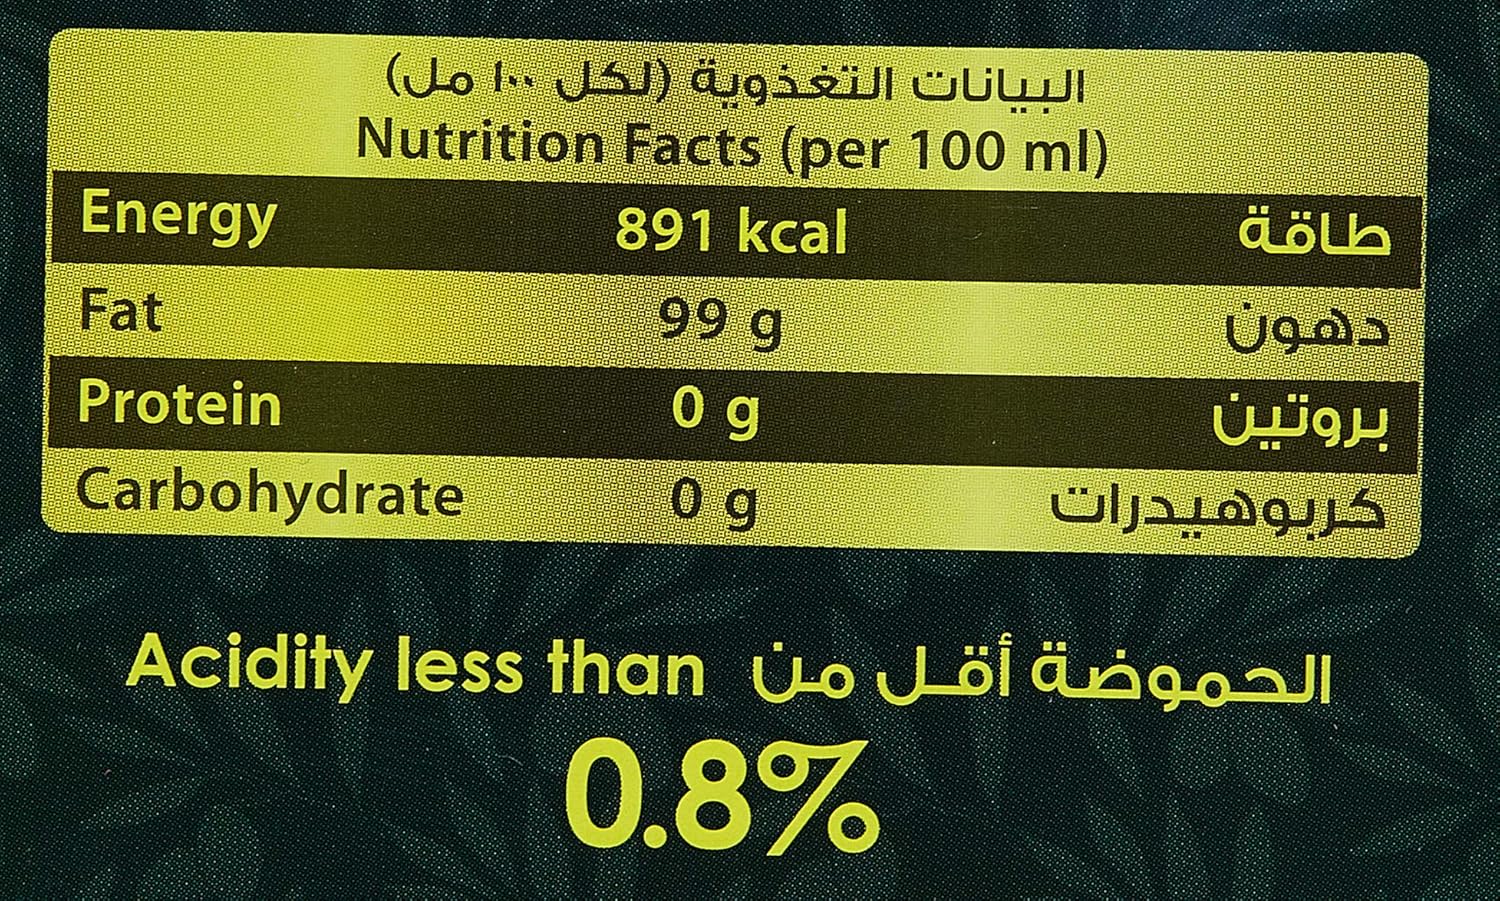 البيانات التغذوية (لكل ١٠٠ مل)
Nutrition Facts (per 100 ml)
Energy 891 kcal طاقة
Fat 99 g دهون
Protein 0 g بروتين
Carbohydrate 0 g كربوهيدرات
Acidity less than الحموضة أقل من
0.8%